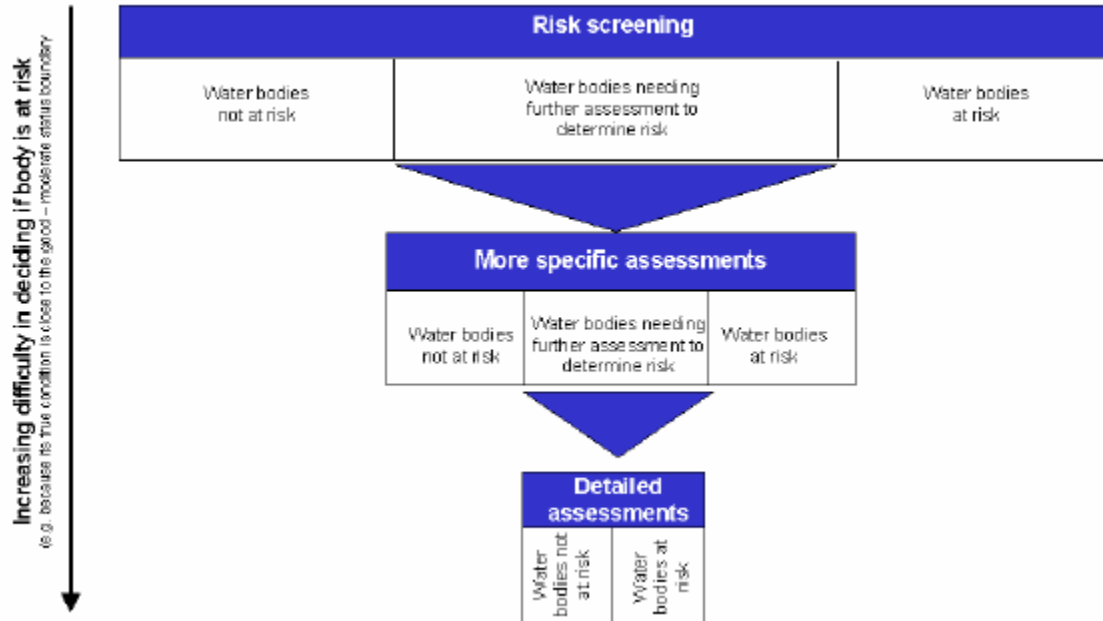 Risk screening
Water bodies
not at risk
Water bodies needing
further assessment to
determine risk
Water bodies
at risk
More specific assessments
Water bodies
not at risk
Water bodies needing
further assessment to
determine risk
Water bodies
at risk
Detailed
assessments
Water
bodies not
at risk
Water
bodies at
risk
Increasing difficulty in deciding if body is at risk
(e.g. because its true condition is close to the good – moderate status boundary